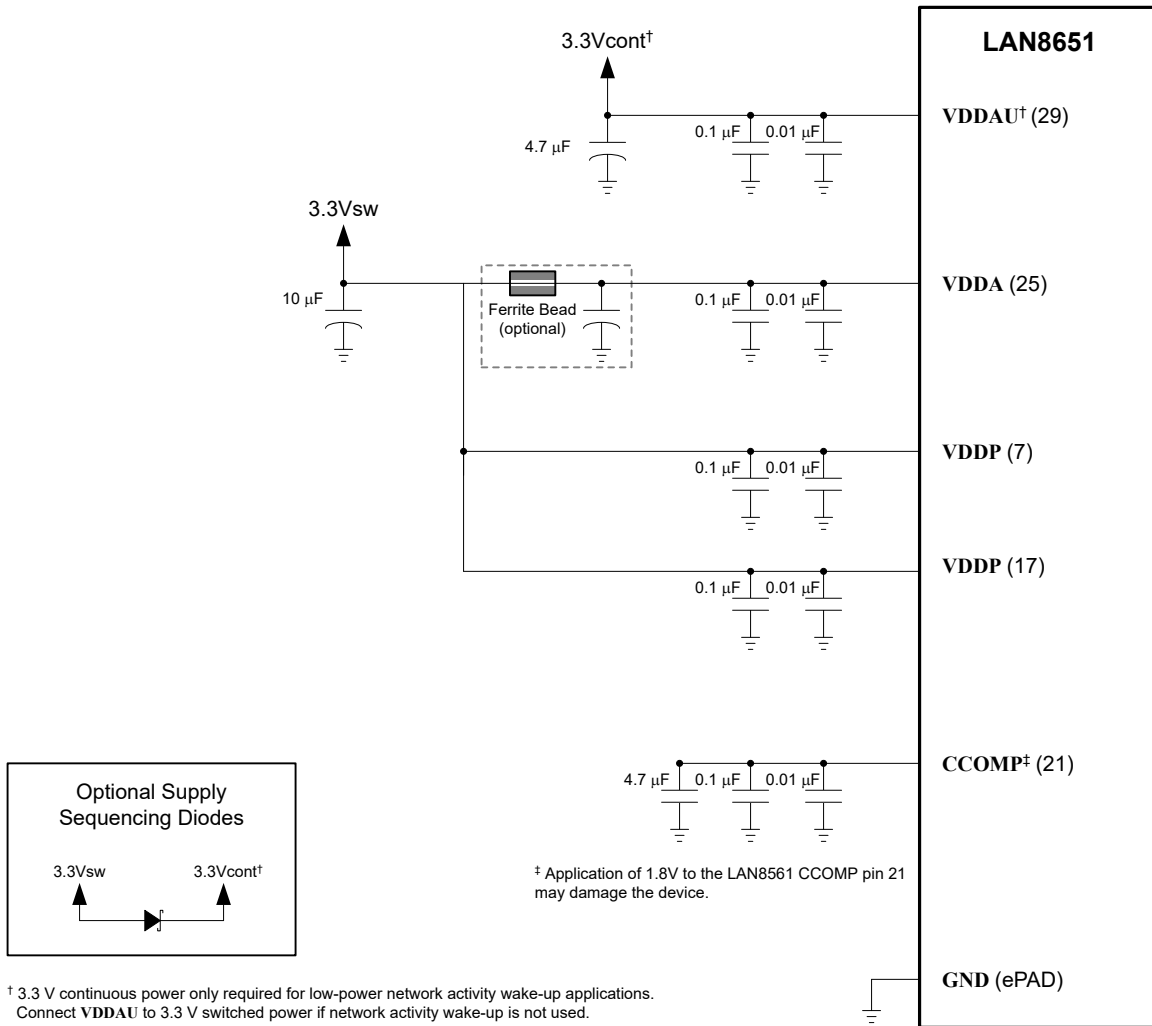 LAN8651
3.3Vcont†
VDDAU† (29)
0.1 μF 0.01 μF
4.7 μF
3.3Vsw
VDDA (25)
10 μF
0.1 μF 0.01 μF
Ferrite Bead
(optional)
VDDP (7)
0.1 μF 0.01 μF
VDDP (17)
0.1 μF 0.01 μF
CCOMP‡ (21)
4.7 μF 0.1 μF 0.01 μF
Optional Supply
Sequencing Diodes
3.3Vsw 3.3Vcont†
‡ Application of 1.8V to the LAN8561 CCOMP pin 21
may damage the device.
GND (ePAD)
† 3.3 V continuous power only required for low-power network activity wake-up applications.
Connect VDDAU to 3.3 V switched power if network activity wake-up is not used.